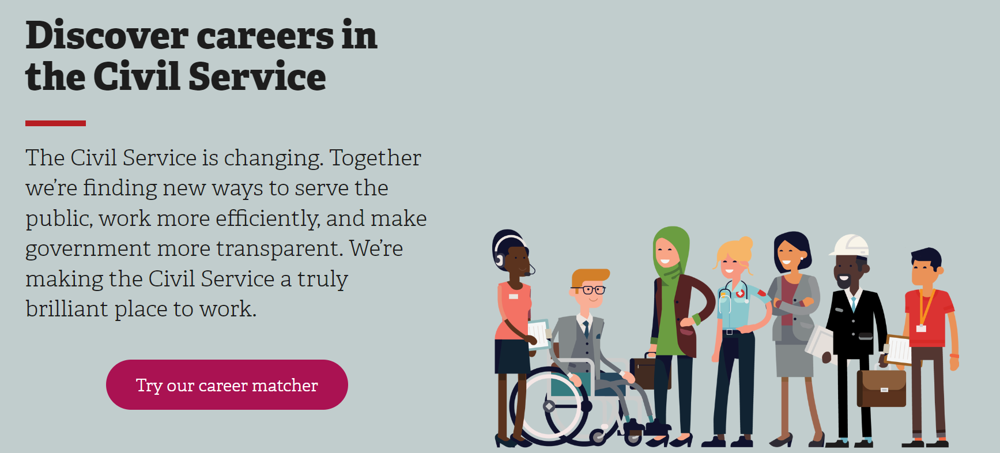 Discover careers in
the Civil Service
The Civil Service is changing. Together
we’re finding new ways to serve the
public, work more efficiently, and make
government more transparent. We’re
making the Civil Service a truly
brilliant place to work.
Try our career matcher